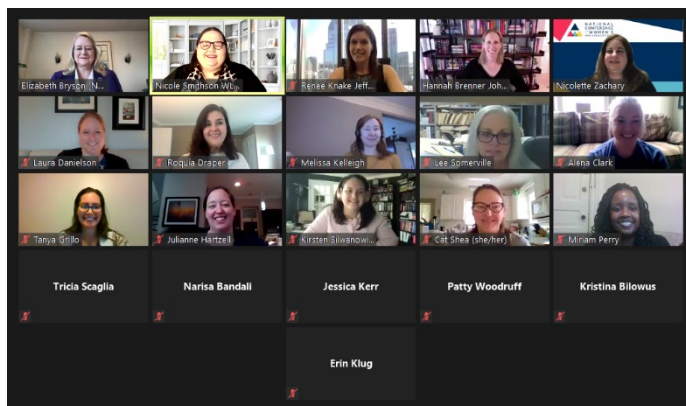 NATIONAL
CONFERENCE
WOMEN'S
Elizabeth Bryson (N...
Nicole Smithson WL...
Renee Knake Jeff...
Hannah Brenner Joh...
Nicolette Zachary
Laura Danielson
Roquia Draper
Melissa Kelleigh
Lee Somerville
Alena Clark
Tanya Grillo
Julianne Hartzell
Kirsten Silwanowi...
Cat Shea (she/her)
Miriam Perry
Tricia Scaglia
Narisa Bandali
Jessica Kerr
Patty Woodruff
Kristina Bilowus
Erin Klug